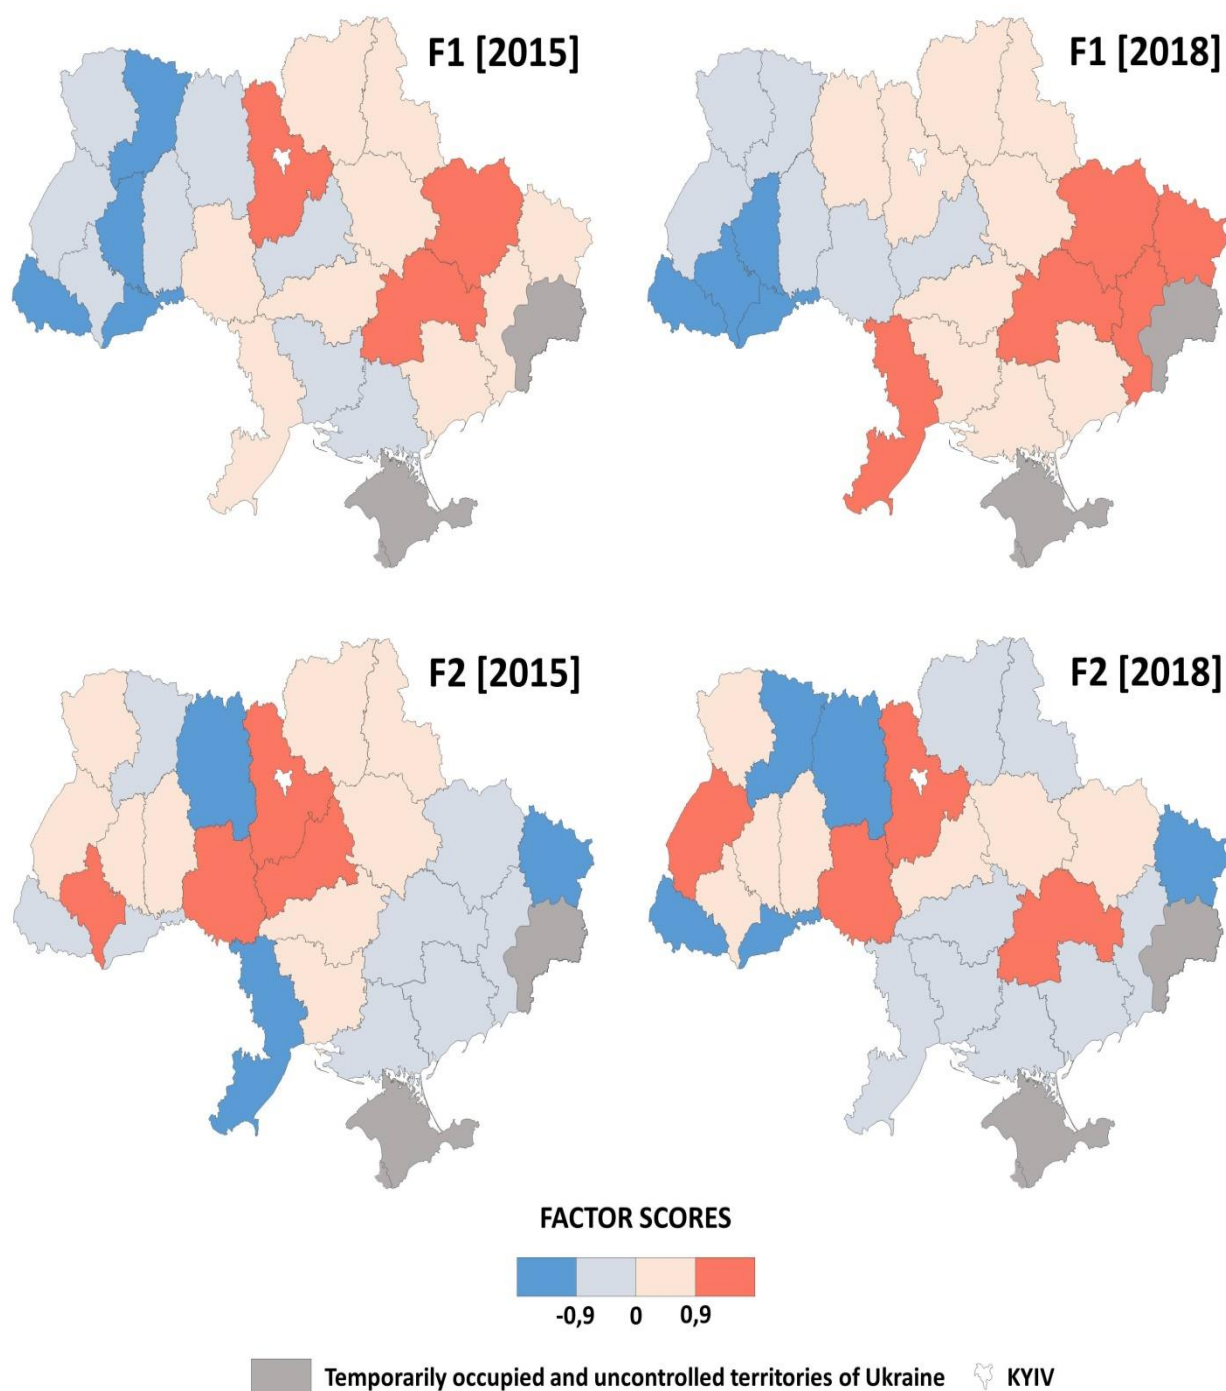 F1 [2015]
F1 [2018]
F2 [2015]
F2 [2018]
FACTOR SCORES
-0,9 0 0,9
Temporarily occupied and uncontrolled territories of Ukraine KYIV